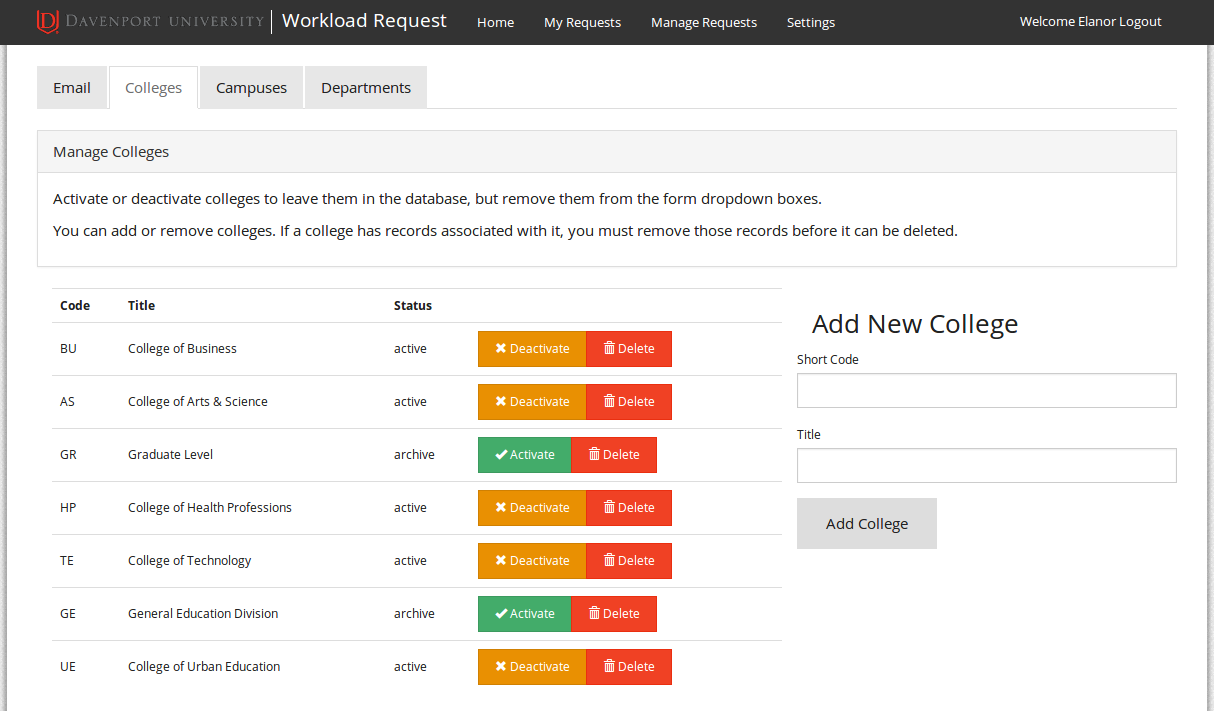 DAVENPORT UNIVERSITY Workload Request Home My Requests Manage Requests Settings Welcome Elanor Logout
Email Colleges Campuses Departments
Manage Colleges
Activate or deactivate colleges to leave them in the database, but remove them from the form dropdown boxes.
You can add or remove colleges. If a college has records associated with it, you must remove those records before it can be deleted.
Code Title Status
BU College of Business active Deactivate Delete
AS College of Arts & Science active Deactivate Delete
GR Graduate Level archive Activate Delete
HP College of Health Professions active Deactivate Delete
TE College of Technology active Deactivate Delete
GE General Education Division archive Activate Delete
UE College of Urban Education active Deactivate Delete
Add New College
Short Code
Title
Add College